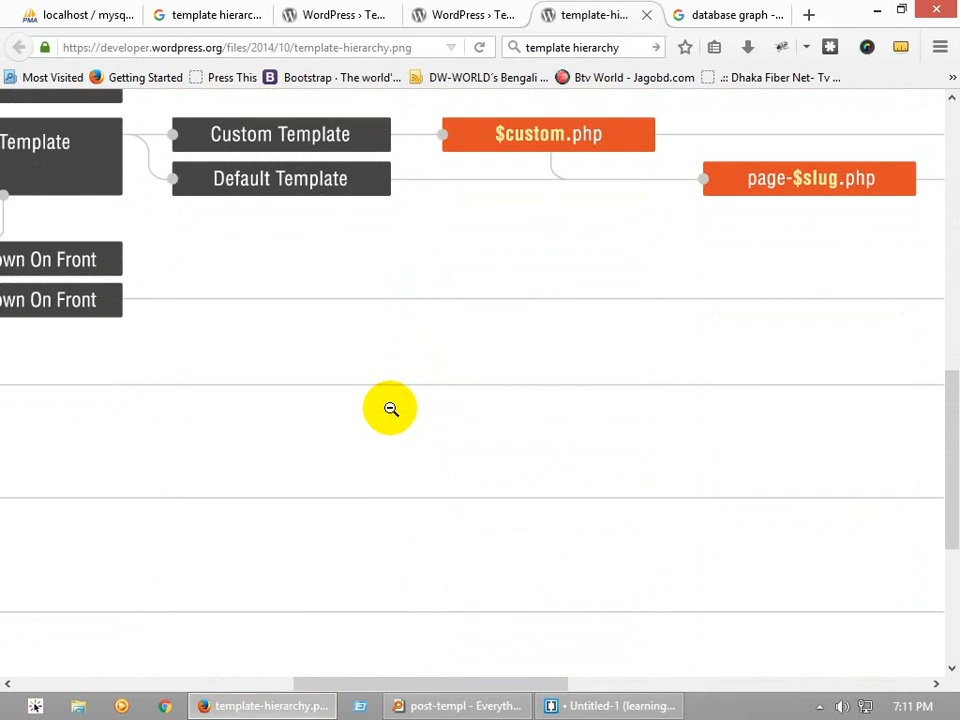 localhost / mysq...
template hierarc...
WordPress › Te...
WordPress › Te...
template-hi...
database graph -...
https://developer.wordpress.org/files/2014/10/template-hierarchy.png
template hierarchy
Most Visited
Getting Started
Press This
Bootstrap · The world'...
DW-WORLD´s Bengali ...
Btv World - Jagobd.com
.:: Dhaka Fiber Net- Tv ...
Template
Custom Template
$custom.php
Default Template
page-$slug.php
own On Front
own On Front
template-hierarchy.p...
post-templ - Everyth...
• Untitled-1 (learning...
7:11 PM